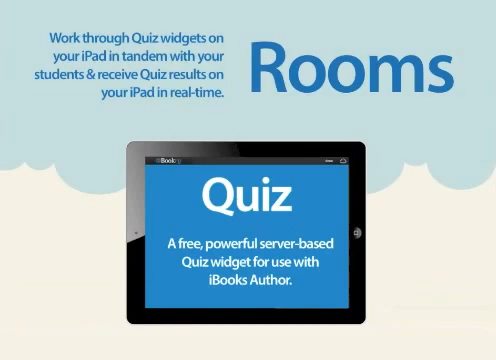 Work through Quiz widgets on
your iPad in tandem with your
students & receive Quiz results on
your iPad in real-time.
Rooms
Quiz
A free, powerful server-based
Quiz widget for use with
iBooks Author.